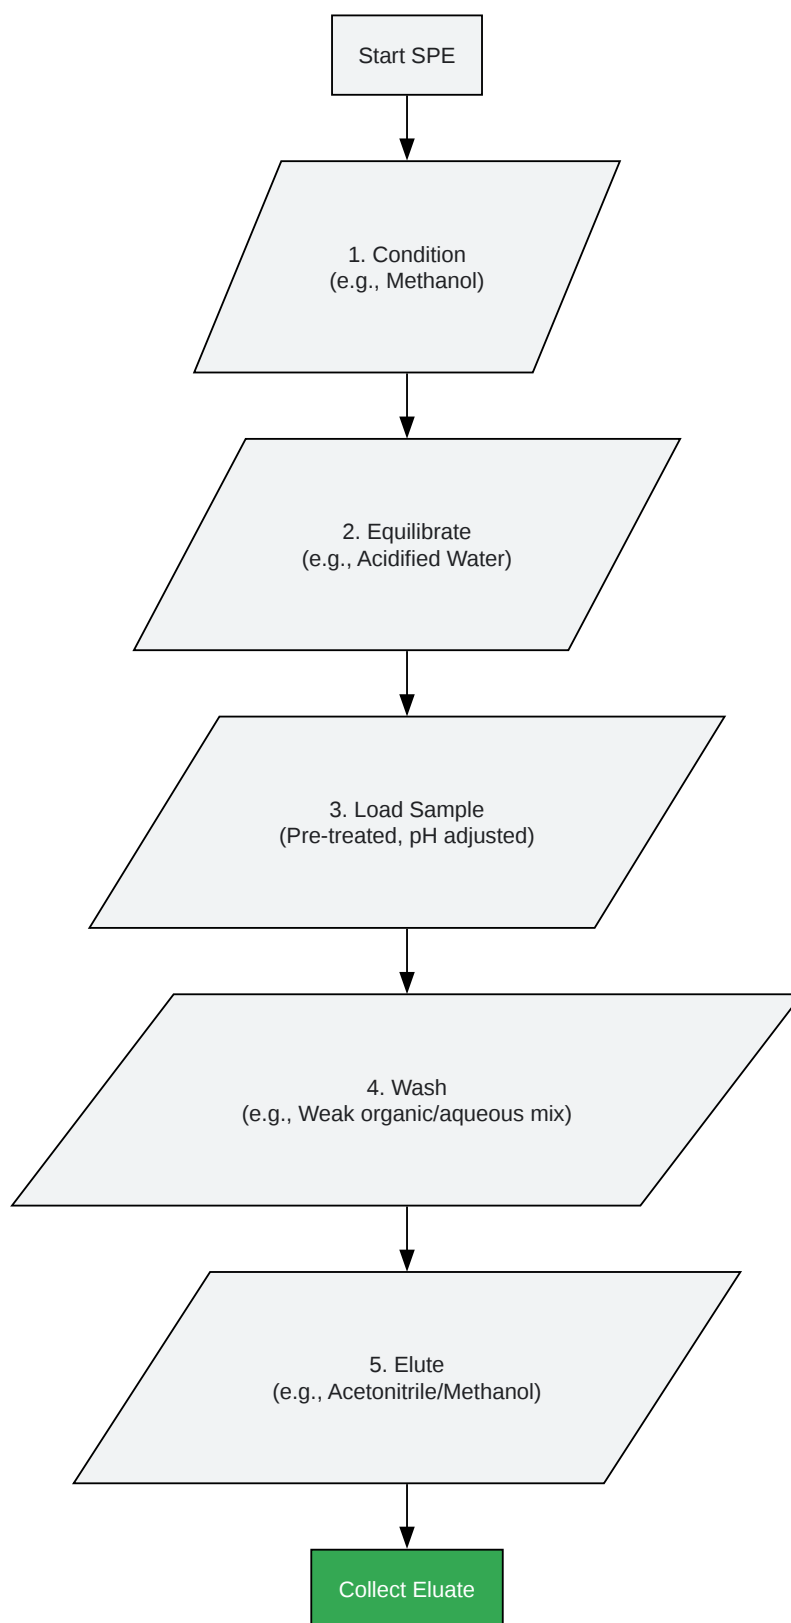 Start SPE
1. Condition
(e.g., Methanol)
2. Equilibrate
(e.g., Acidified Water)
3. Load Sample
(Pre-treated, pH adjusted)
4. Wash
(e.g., Weak organic/aqueous mix)
5. Elute
(e.g., Acetonitrile/Methanol)
Collect Eluate